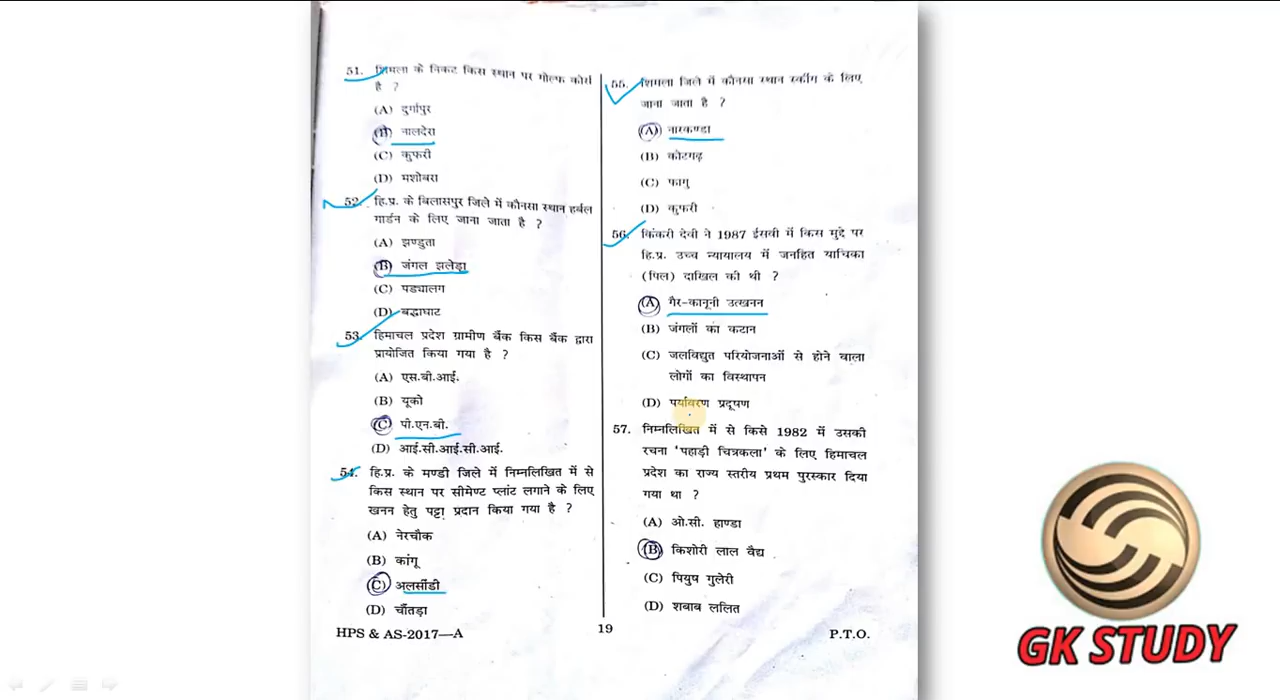 51. शिमला के निकट किस स्थान पर गोल्फ कोर्स
है ?
(A) दुर्गापुर
(B) नालदेरा
(C) कुफरी
(D) मशोबरा
52. हि.प्र. के बिलासपुर जिले में कौनसा स्थान हर्बल
गार्डन के लिए जाना जाता है ?
(A) झण्डुता
(B) जंगल झलेड़ा
(C) पडयालग
(D) बद्धाघाट
53. हिमाचल प्रदेश ग्रामीण बैंक किस बैंक द्वारा
प्रायोजित किया गया है ?
(A) एस.बी.आई.
(B) यूको
(C) पी.एन.बी.
(D) आई.सी.आई.सी.आई.
54. हि.प्र. के मण्डी जिले में निम्नलिखित में से
किस स्थान पर सीमेण्ट प्लांट लगाने के लिए
खनन हेतु पट्टा प्रदान किया गया है ?
(A) नेरचौक
(B) कांगू
(C) अलसींडी
(D) चौंतड़ा
HPS & AS-2017—A
55. शिमला जिले में कौनसा स्थान स्कींग के लिए
जाना जाता है ?
(A) नारकण्डा
(B) कोटगढ़
(C) फागु
(D) कुफरी
56. किंकरी देवी ने 1987 ईसवी में किस मुद्दे पर
हि.प्र. उच्च न्यायालय में जनहित याचिका
(पिल) दाखिल की थी ?
(A) गैर-कानूनी उत्खनन
(B) जंगलों का कटान
(C) जलविद्युत परियोजनाओं से होने वाला
लोगों का विस्थापन
(D) पर्यावरण प्रदूषण
57. निम्नलिखित में से किसे 1982 में उसकी
रचना 'पहाड़ी चित्रकला' के लिए हिमाचल
प्रदेश का राज्य स्तरीय प्रथम पुरस्कार दिया
गया था ?
(A) ओ.सी. हाण्डा
(B) किशोरी लाल वैद्य
(C) पियुष गुलेरी
(D) शबाब ललित
19
P.T.O.
GK STUDY